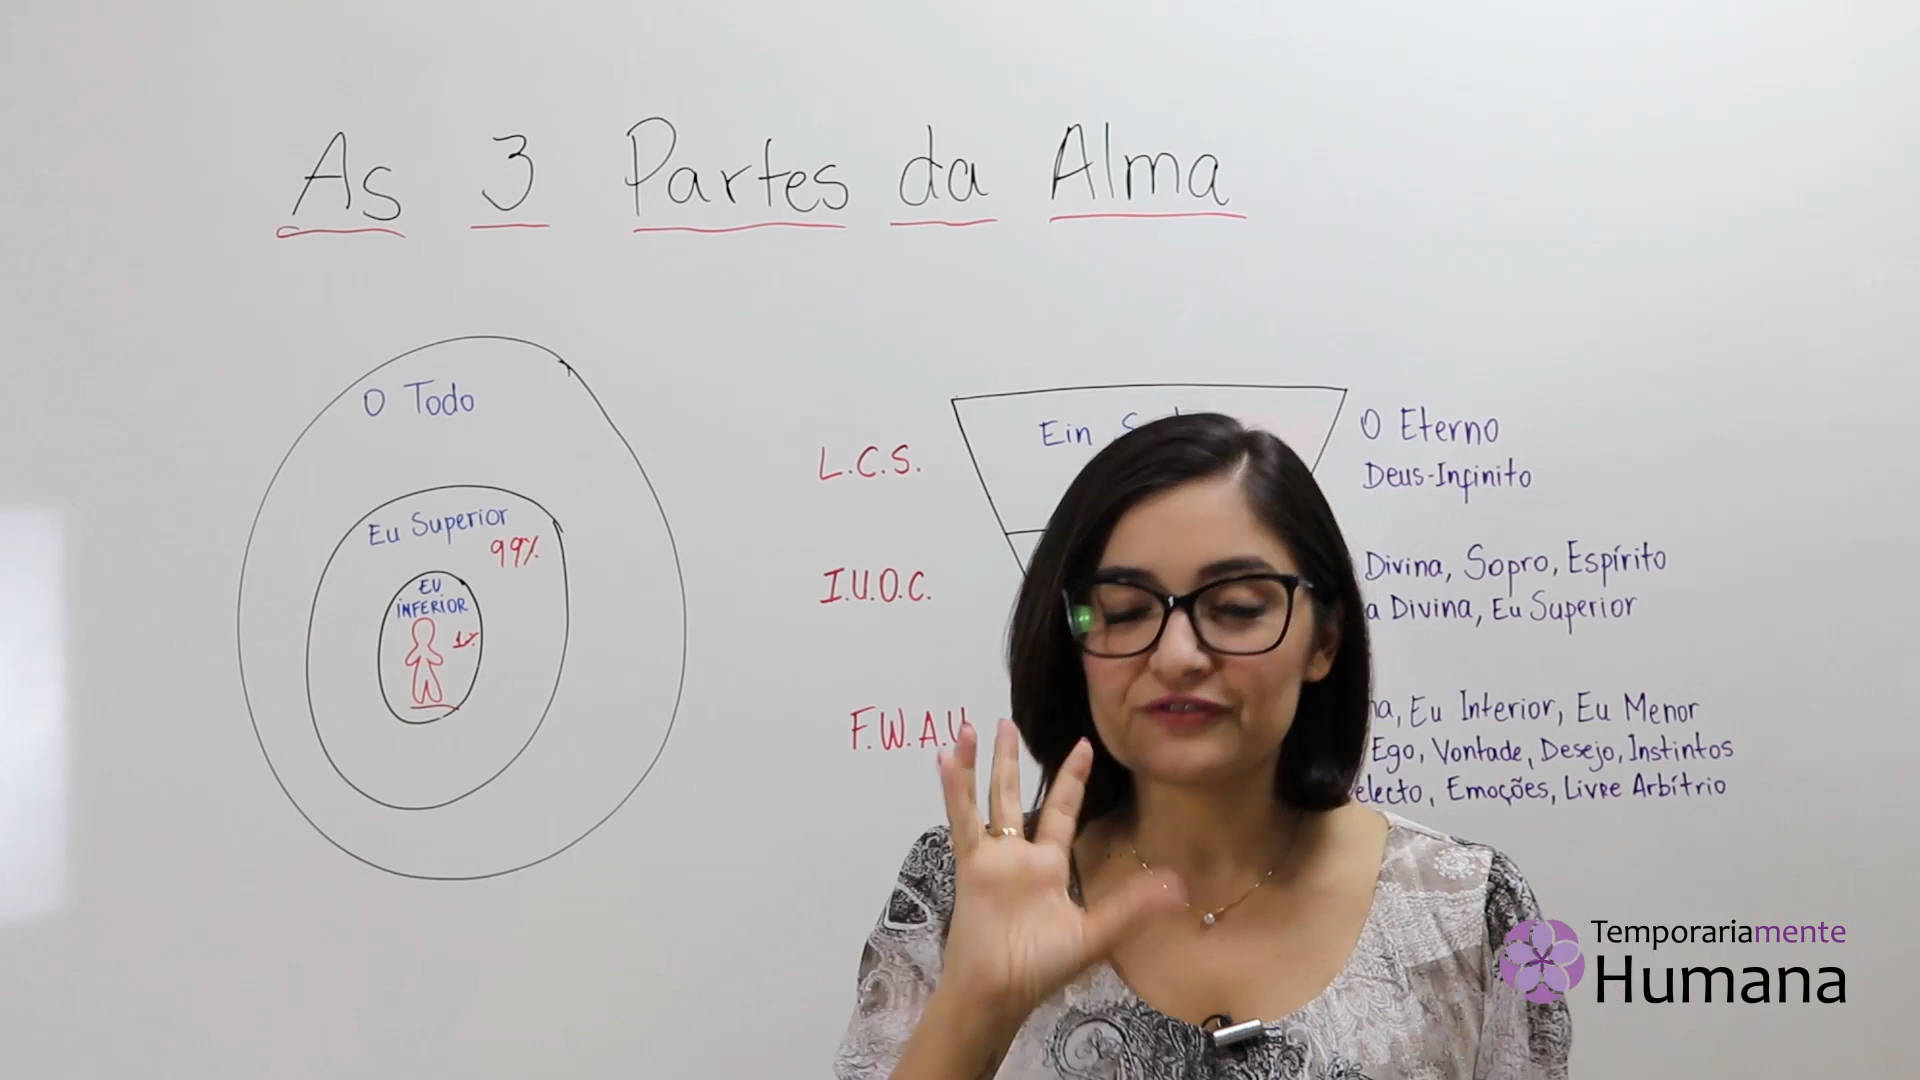 As 3 Partes da Alma
O Todo
Eu Superior
99%
EU
INFERIOR
1%
L.C.S.
Ein
O Eterno
Deus-Infinito
I.U.O.C.
Divina, Sopro, Espírito
Divina, Eu Superior
F.W.A.U
Eu Interior, Eu Menor
Ego, Vontade, Desejo, Instintos
Emoções, Livre Arbítrio
Temporariamente
Humana